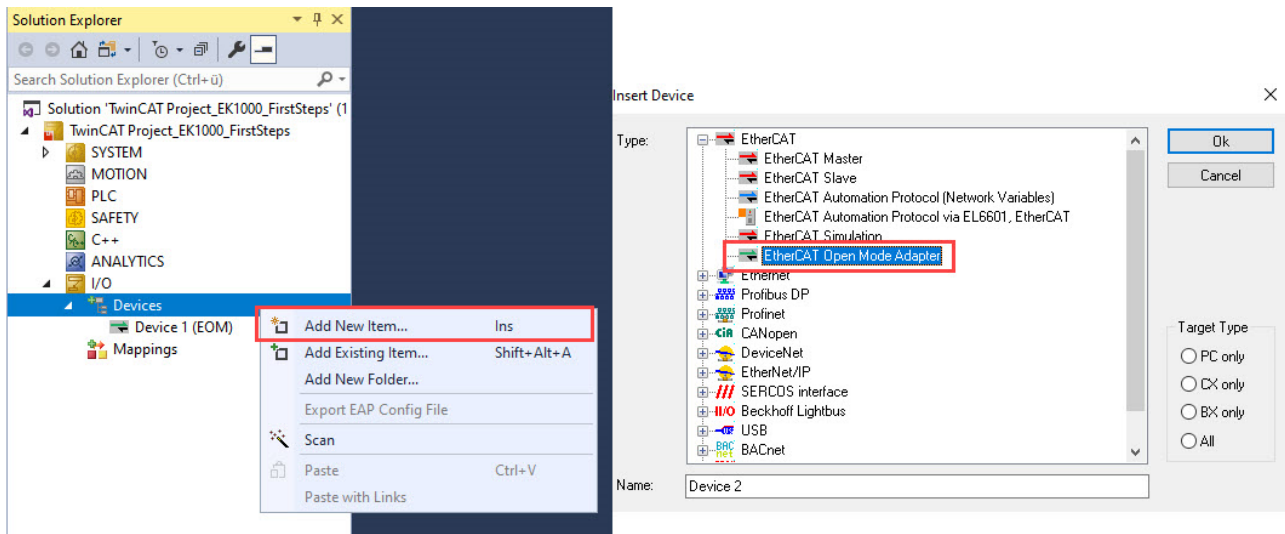 Solution Explorer
Search Solution Explorer (Ctrl+ü)
Solution 'TwinCAT Project_EK1000_FirstSteps' (1
TwinCAT Project_EK1000_FirstSteps
SYSTEM
MOTION
PLC
SAFETY
C++
ANALYTICS
I/O
Devices
Device 1 (EOM)
Mappings
Add New Item... Ins
Add Existing Item... Shift+Alt+A
Add New Folder...
Export EAP Config File
Scan
Paste Ctrl+V
Paste with Links
Insert Device
Type:
EtherCAT
EtherCAT Master
EtherCAT Slave
EtherCAT Automation Protocol (Network Variables)
EtherCAT Automation Protocol via EL6601, EtherCAT
EtherCAT Simulation
EtherCAT Open Mode Adapter
Ethernet
Profibus DP
Profinet
CiA CANopen
DeviceNet
EtherNet/IP
SERCOS interface
II/O Beckhoff Lightbus
USB
BACnet
Ok
Cancel
Target Type
PC only
CX only
BX only
All
Name: Device 2